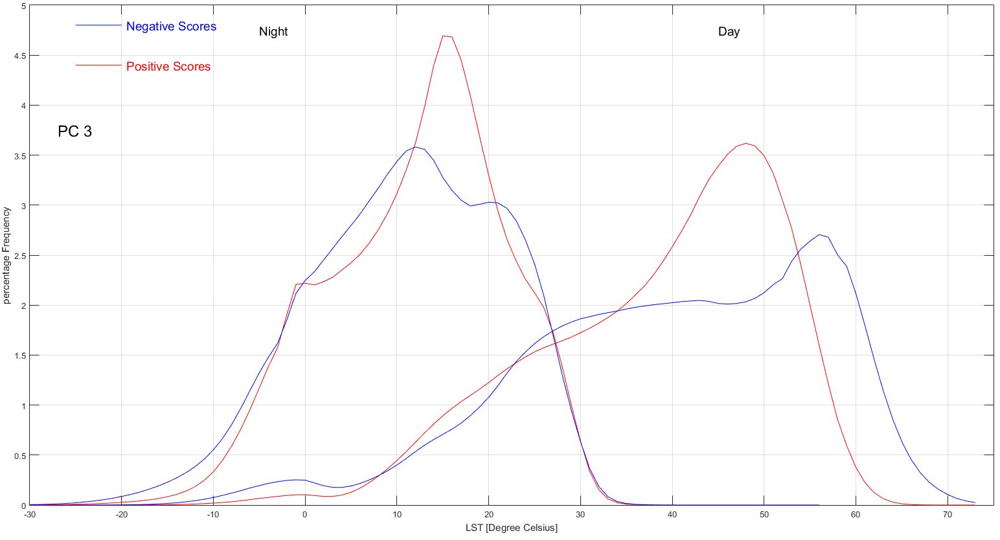 Negative Scores
Night
Day
Positive Scores
PC 3
percentage Frequency
5
4.5
4
3.5
3
2.5
2
1.5
1
0.5
0
-30 -20 -10 0 10 20 30 40 50 60 70
LST [Degree Celsius]